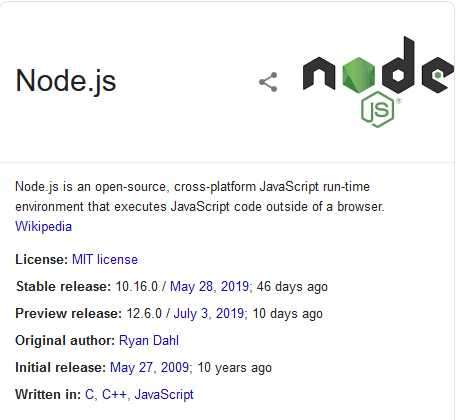 Node.js
node
JS®
Node.js is an open-source, cross-platform JavaScript run-time
environment that executes JavaScript code outside of a browser.
Wikipedia
License: MIT license
Stable release: 10.16.0 / May 28, 2019; 46 days ago
Preview release: 12.6.0 / July 3, 2019; 10 days ago
Original author: Ryan Dahl
Initial release: May 27, 2009; 10 years ago
Written in: C, C++, JavaScript